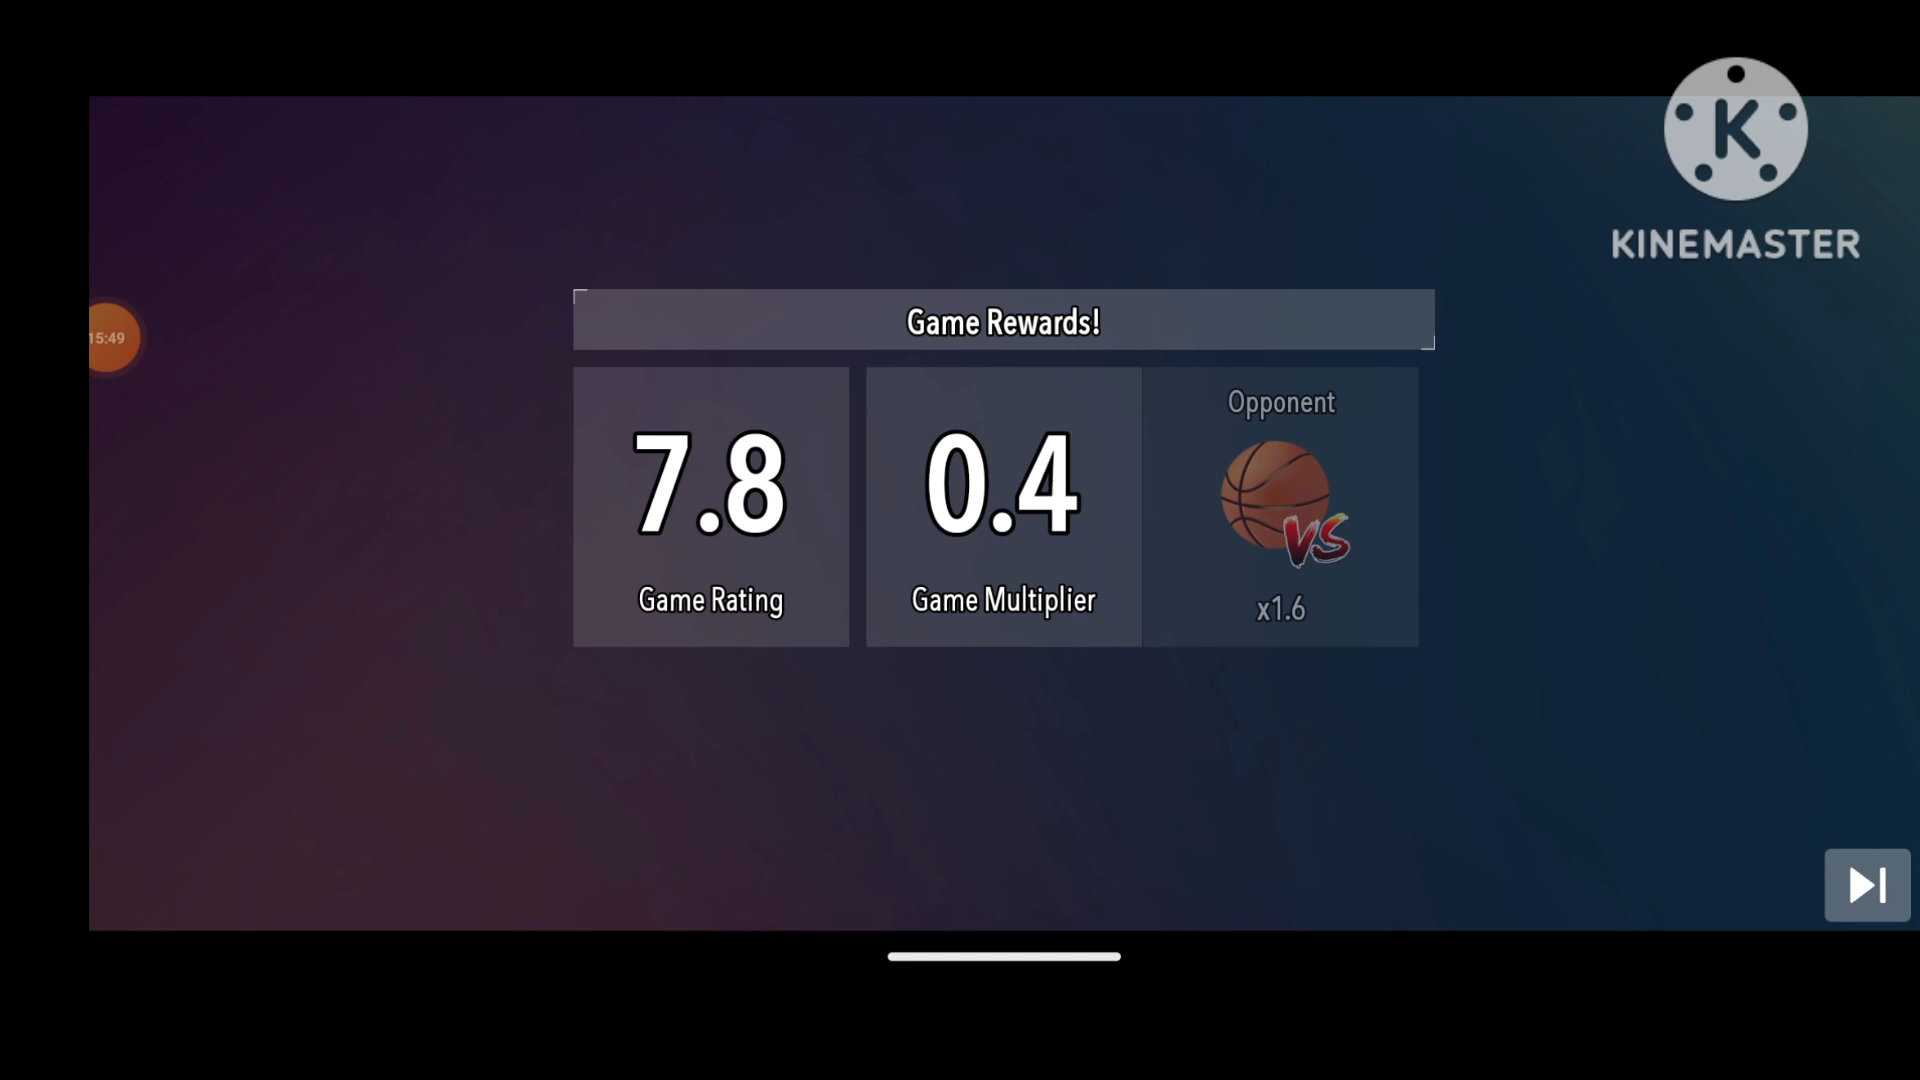 K
KINEMASTER
15:49
Game Rewards!
7.8
Game Rating
0.4
Game Multiplier
Opponent
VS
x1.6